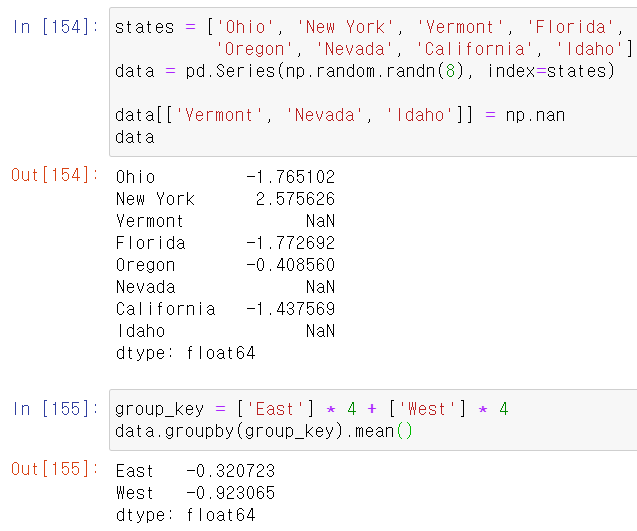 In [154]: states = ['Ohio', 'New York', 'Vermont', 'Florida',
'Oregon', 'Nevada', 'California', 'Idaho']
data = pd.Series(np.random.randn(8), index=states)
data[['Vermont', 'Nevada', 'Idaho']] = np.nan
data
Out[154]: Ohio -1.765102
New York 2.575626
Vermont NaN
Florida -1.772692
Oregon -0.408560
Nevada NaN
California -1.437569
Idaho NaN
dtype: float64
In [155]: group_key = ['East'] * 4 + ['West'] * 4
data.groupby(group_key).mean()
Out[155]: East -0.320723
West -0.923065
dtype: float64